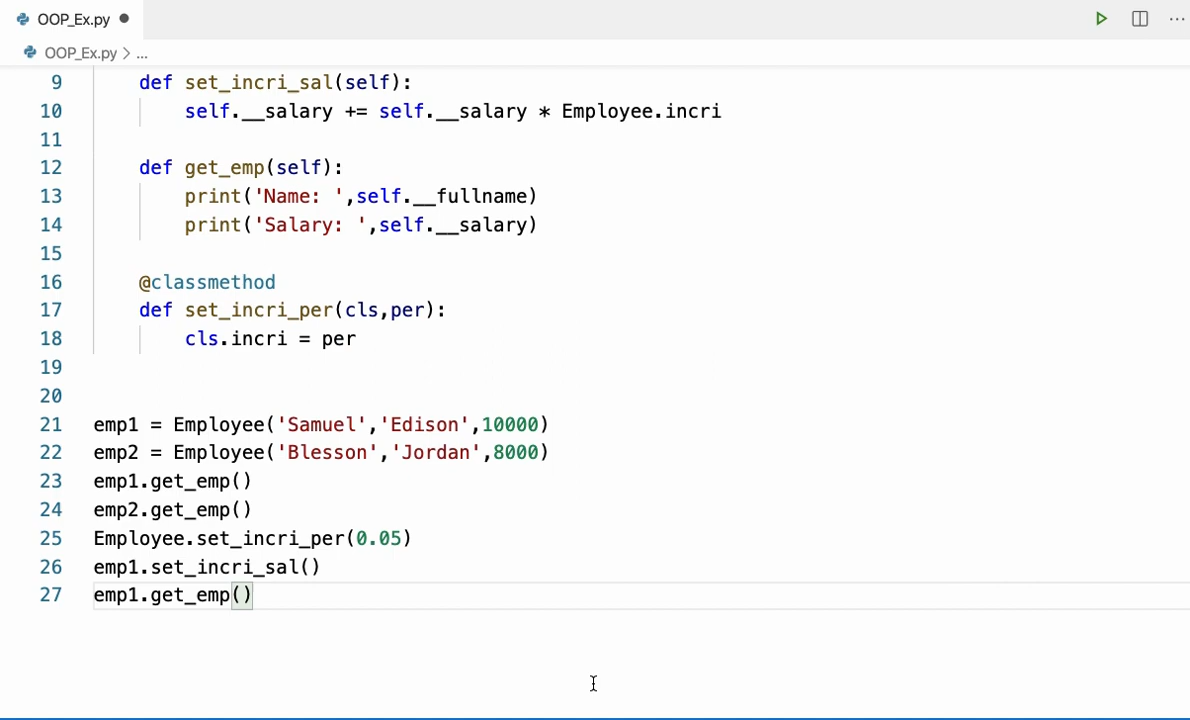 OOP_Ex.py
OOP_Ex.py > ...
9 def set_incri_sal(self):
10 self.__salary += self.__salary * Employee.incri
11
12 def get_emp(self):
13 print('Name: ',self.__fullname)
14 print('Salary: ',self.__salary)
15
16 @classmethod
17 def set_incri_per(cls,per):
18 cls.incri = per
19
20
21 emp1 = Employee('Samuel','Edison',10000)
22 emp2 = Employee('Blesson','Jordan',8000)
23 emp1.get_emp()
24 emp2.get_emp()
25 Employee.set_incri_per(0.05)
26 emp1.set_incri_sal()
27 emp1.get_emp()